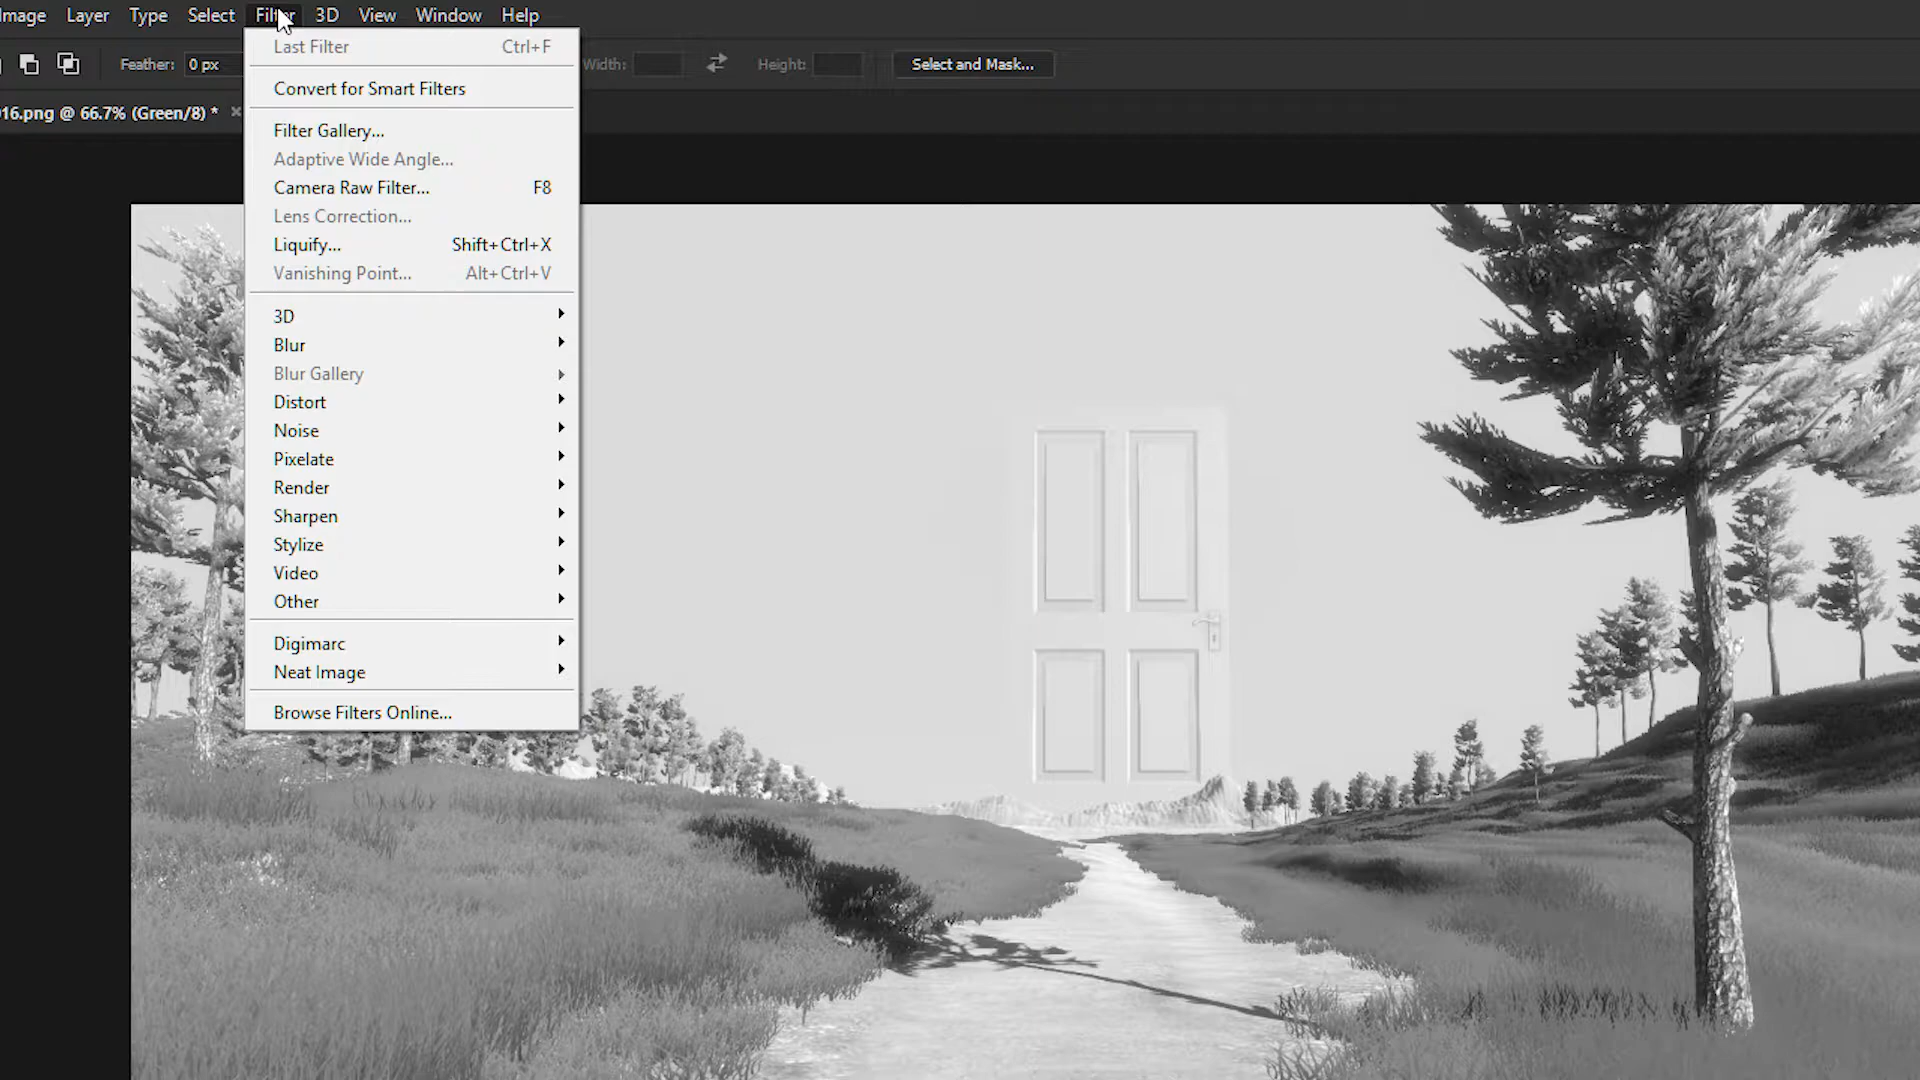 Image Layer Type Select Filter 3D View Window Help
Feather: 0 px Width: Height: Select and Mask...
16.png @ 66.7% (Green/8) *
Last Filter Ctrl+F
Convert for Smart Filters
Filter Gallery...
Adaptive Wide Angle...
Camera Raw Filter... F8
Lens Correction...
Liquify... Shift+Ctrl+X
Vanishing Point... Alt+Ctrl+V
3D
Blur
Blur Gallery
Distort
Noise
Pixelate
Render
Sharpen
Stylize
Video
Other
Digimarc
Neat Image
Browse Filters Online...